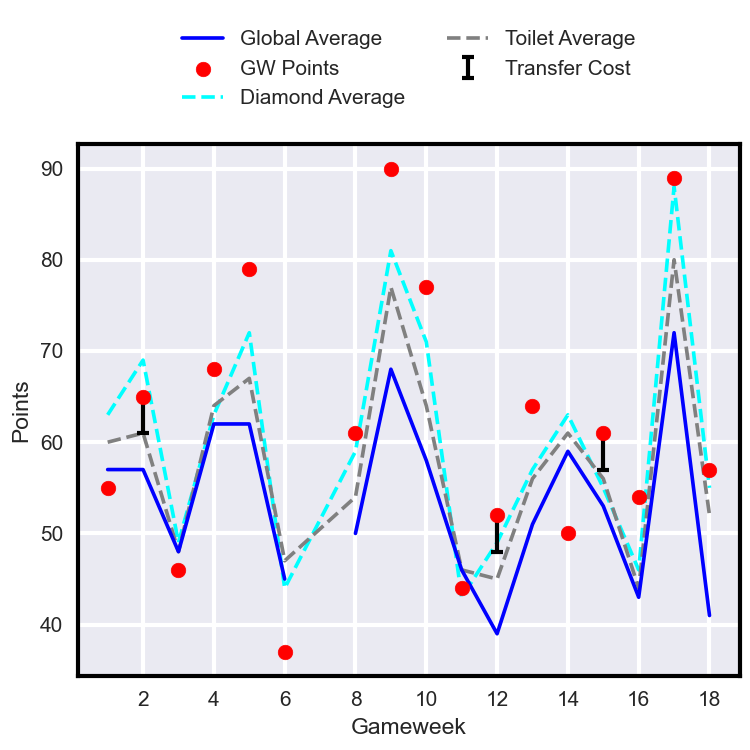 Global Average
GW Points
Diamond Average
Toilet Average
Transfer Cost
Points
90
80
70
60
50
40
2 4 6 8 10 12 14 16 18
Gameweek